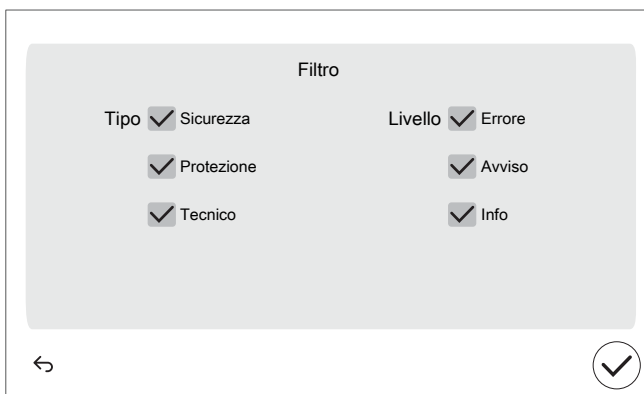 Filtro
Tipo Sicurezza Livello Errore
Protezione Avviso
Tecnico Info